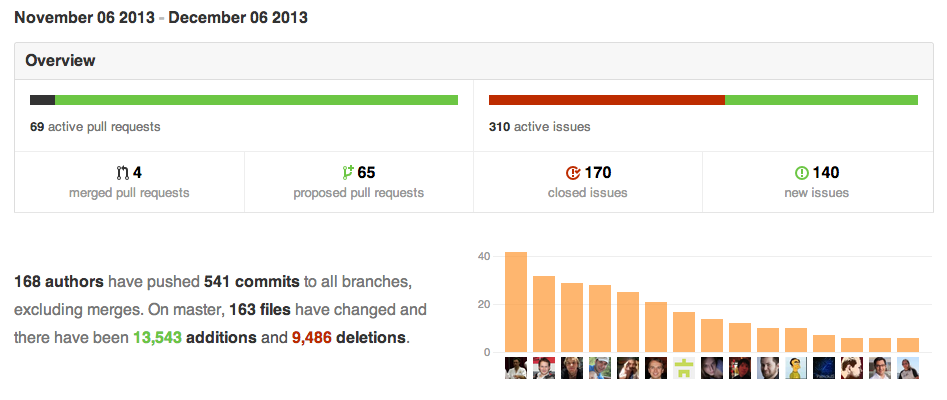 November 06 2013 - December 06 2013
Overview
69 active pull requests
310 active issues
4
merged pull requests
65
proposed pull requests
170
closed issues
140
new issues
168 authors have pushed 541 commits to all branches,
excluding merges. On master, 163 files have changed and
there have been 13,543 additions and 9,486 deletions.
40
20
0